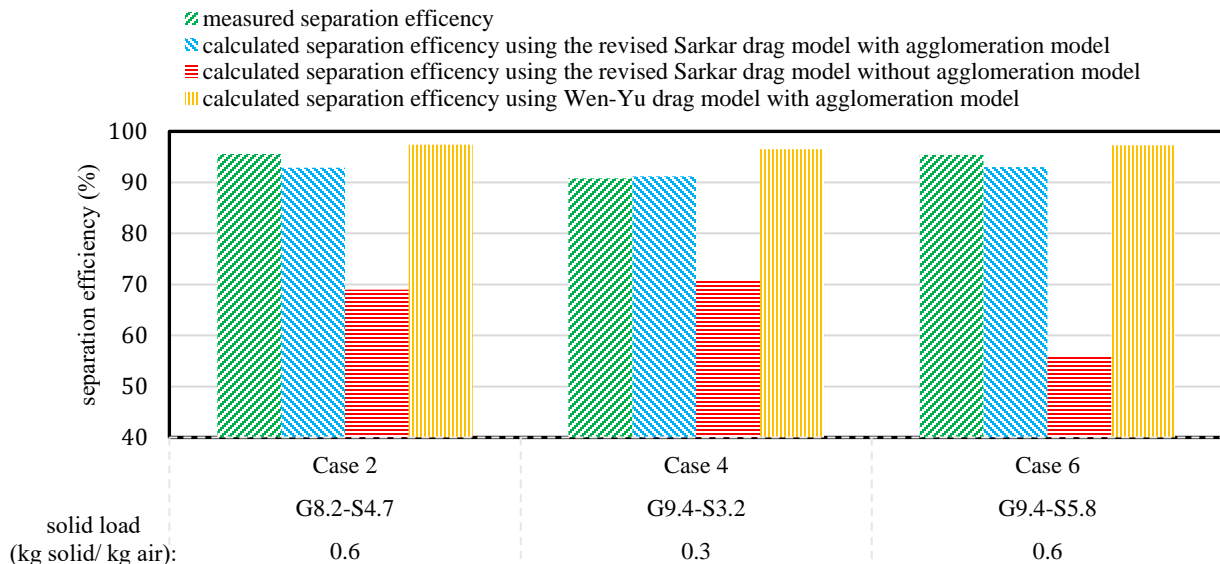 measured separation efficency
calculated separation efficency using the revised Sarkar drag model with agglomeration model
calculated separation efficency using the revised Sarkar drag model without agglomeration model
calculated separation efficency using Wen-Yu drag model with agglomeration model
separation efficiency (%)
100
90
80
70
60
50
40
Case 2 Case 4 Case 6
G8.2-S4.7 G9.4-S3.2 G9.4-S5.8
solid load
(kg solid/ kg air): 0.6 0.3 0.6